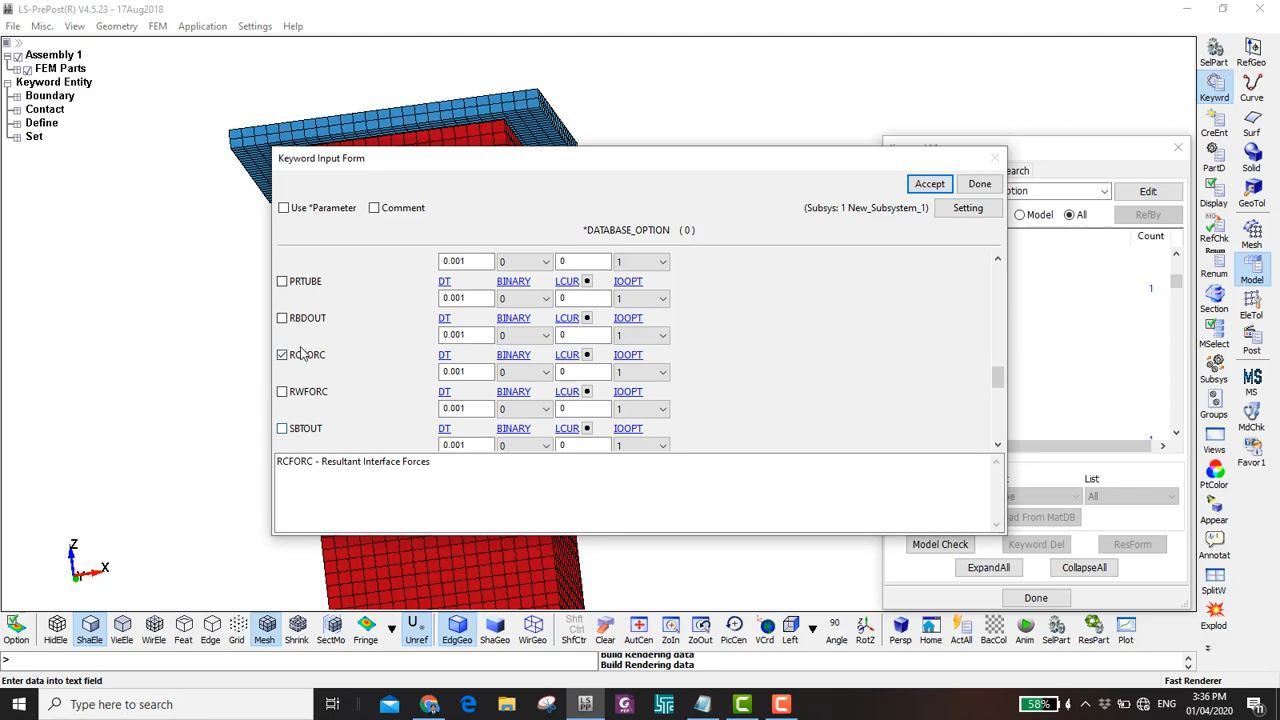 LS-PrePost(R) V4.5.23 - 17Aug2018
File Misc. View Geometry FEM Application Settings Help
Assembly 1
FEM Parts
Keyword Entity
Boundary
Contact
Define
Set
Keyword Input Form
Accept Done
Use *Parameter Comment (Subsys: 1 New_Subsystem_1) Setting
*DATABASE_OPTION ( 0 )
0.001 0 0 1
PRTUBE DT BINARY LCUR IOOPT
0.001 0 0 1
RBDOUT DT BINARY LCUR IOOPT
0.001 0 0 1
RCFORC DT BINARY LCUR IOOPT
0.001 0 0 1
RWFORC DT BINARY LCUR IOOPT
0.001 0 0 1
SBTOUT DT BINARY LCUR IOOPT
0.001 0 0 1
RCFORC - Resultant Interface Forces
Edit
Model All RefBy
Count
1
List
All
Model Check Keyword Del ResForm
ExpandAll CollapseAll
Done
SelPart RefGeo
Keywrd Curve
CreEnt Surf
PartD Solid
Display GeoTol
RefChk Mesh
Renum
Renum Model
Section EleTol
MSelect Post
Subsys MS
MS
Groups MdChk
Views Favor1
PtColor
Appear
Annotat
SplitW
Explod
Option HidEle ShaEle VieEle WirEle Feat Edge Grid Mesh Shrink SectMo Fringe Unref EdgGeo ShaGeo WirGeo Shft Ctrl ShfCtr Clear AutCen ZoIn ZoOut PicCen VCrd Left 90 Angle RotZ Persp Home ActAll BacCol Anim SelPart ResPart Plot
Z
X
>
Build Rendering data
Build Rendering data
Enter data into text field Fast Renderer
Type here to search
58% ENG
3:36 PM
01/04/2020